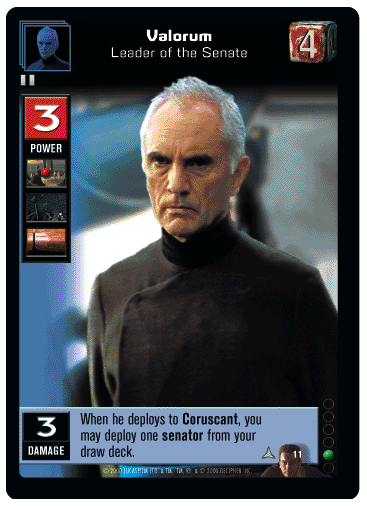 Valorum
Leader of the Senate
4
3
POWER
3
DAMAGE
When he deploys to Coruscant, you
may deploy one senator from your
draw deck.
11